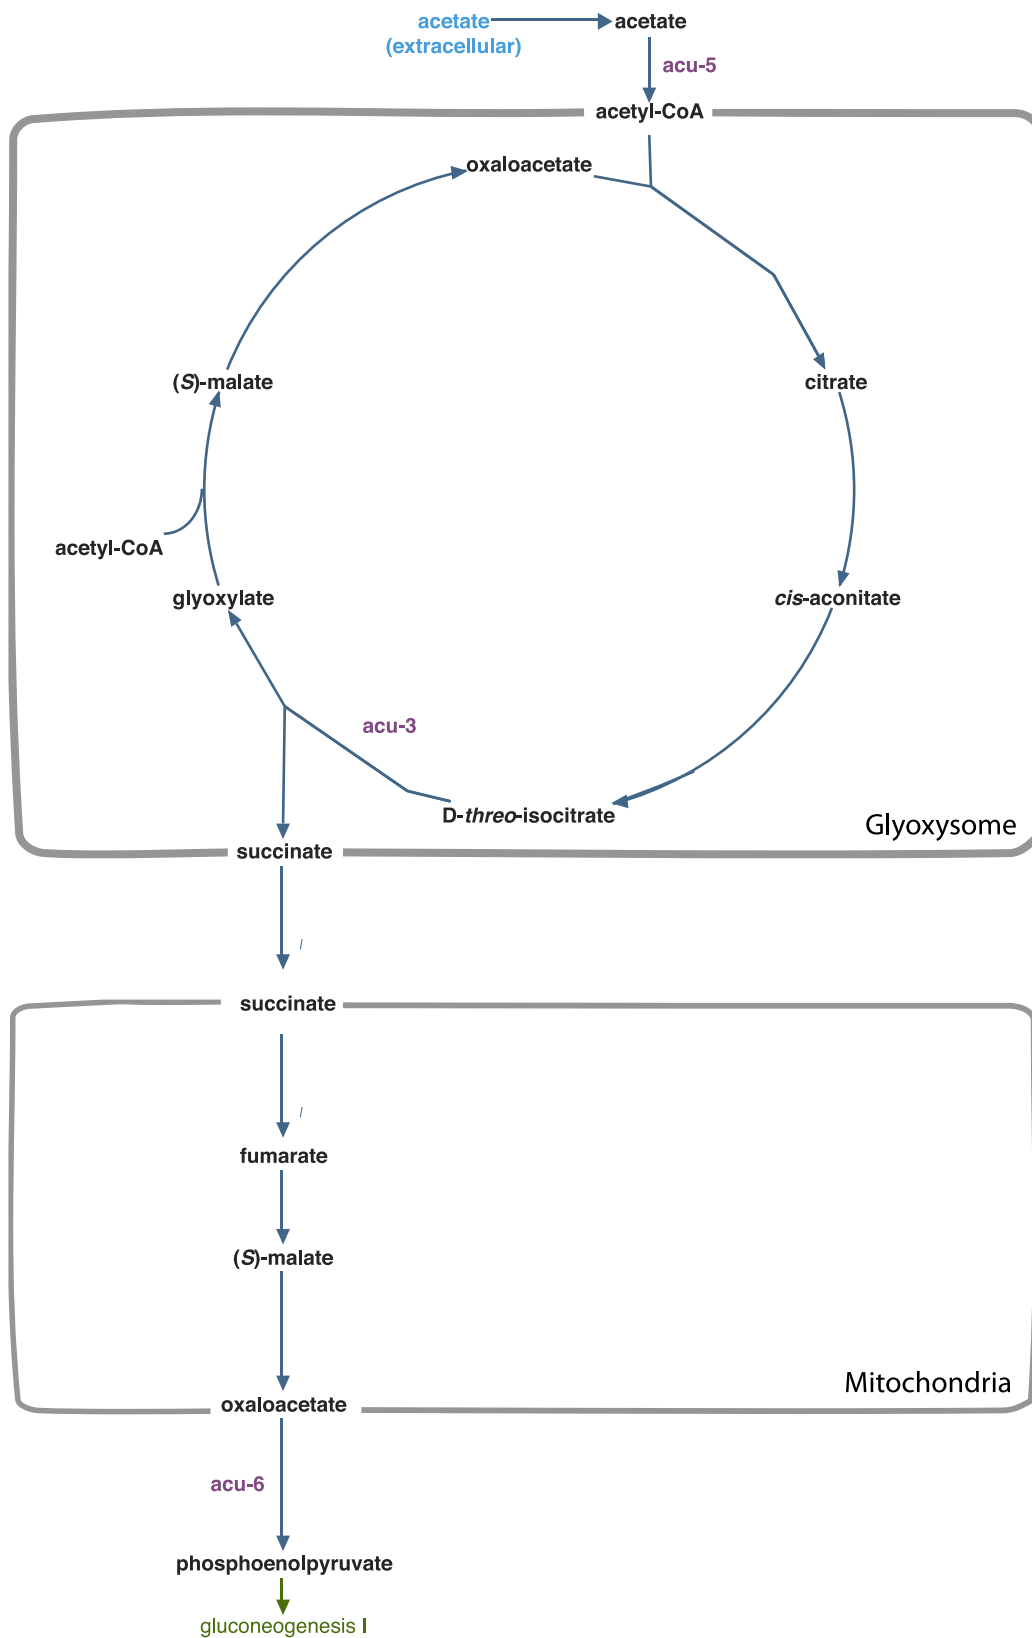 acetate
(extracellular)
acetate
acu-5
acetyl-CoA
oxaloacetate
(S)-malate
citrate
acetyl-CoA
glyoxylate
cis-aconitate
acu-3
D-threo-isocitrate
Glyoxysome
succinate
succinate
fumarate
(S)-malate
Mitochondria
oxaloacetate
acu-6
phosphoenolpyruvate
gluconeogenesis I